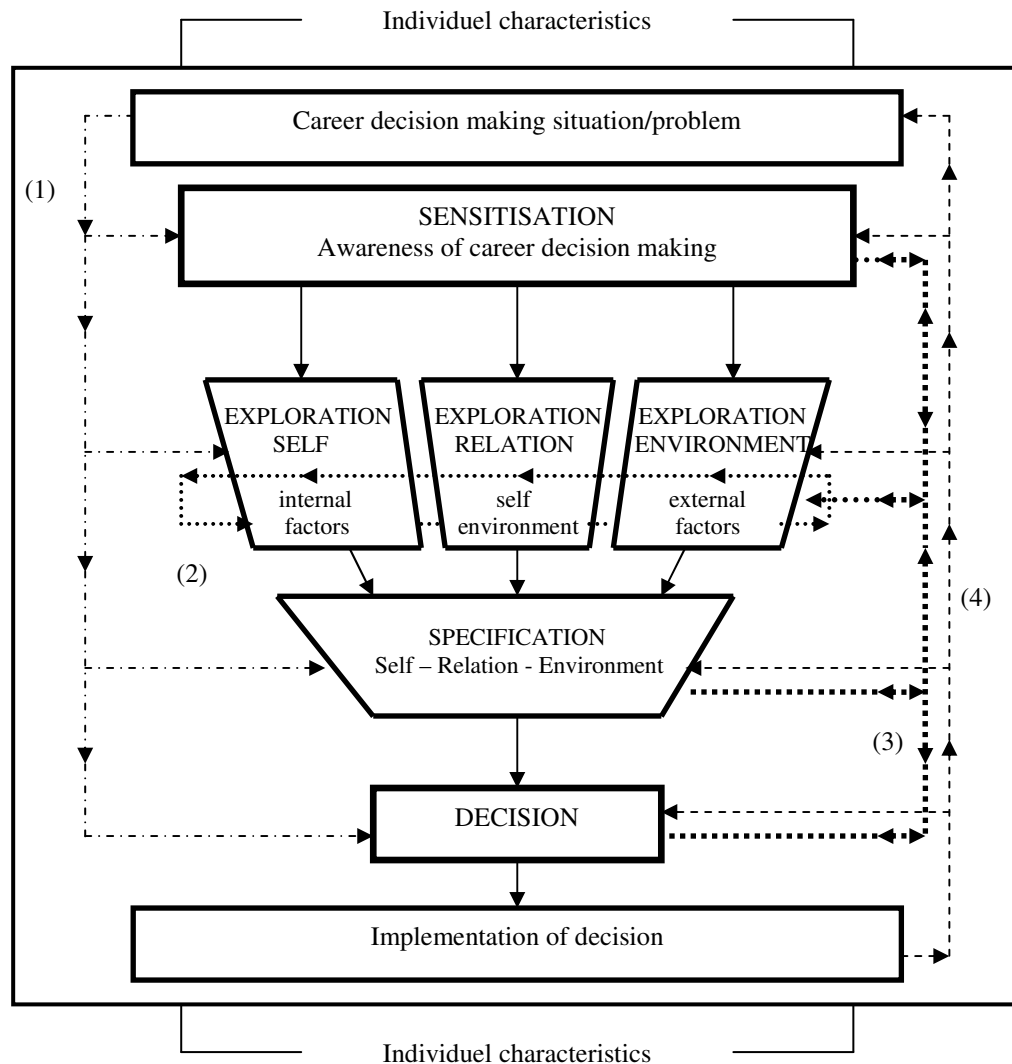 Individuel characteristics
Career decision making situation/problem
(1)
SENSITISATION
Awareness of career decision making
EXPLORATION
SELF
internal
factors
EXPLORATION
RELATION
self
environment
EXPLORATION
ENVIRONMENT
external
factors
(2)
(4)
SPECIFICATION
Self – Relation - Environment
(3)
DECISION
Implementation of decision
Individuel characteristics